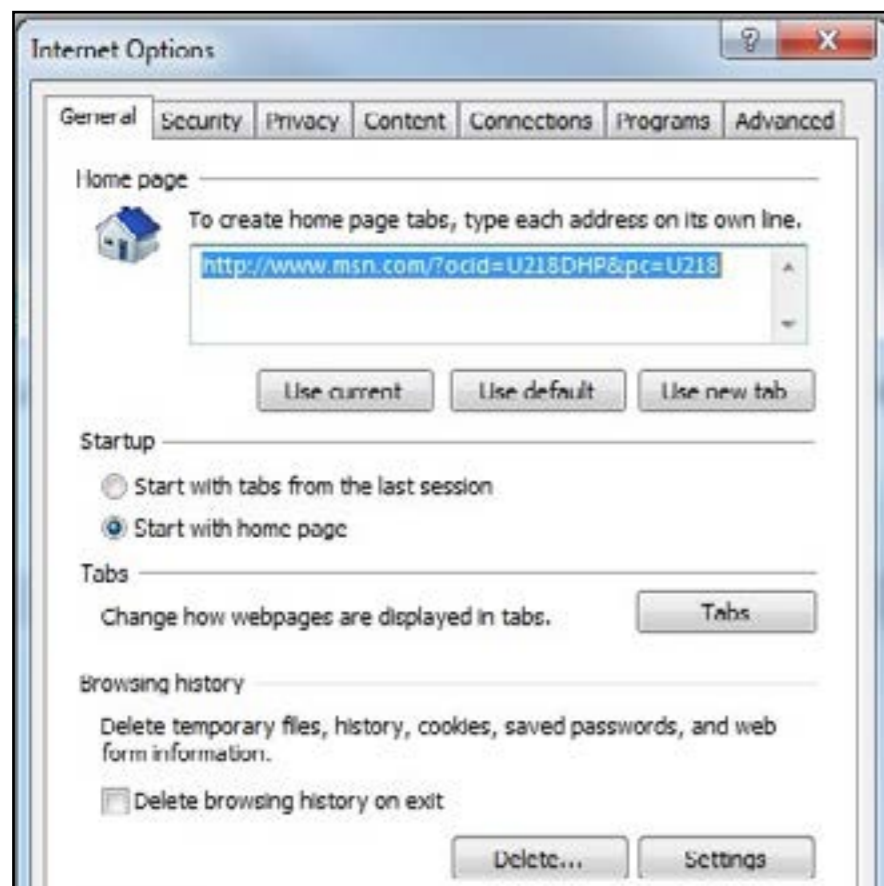 Internet Options
?
X
General
Security
Privacy
Content
Connections
Programs
Advanced
Home page
To create home page tabs, type each address on its own line.
http://www.msn.com/?ocid=U218DHP&pc=U218
Use current
Use default
Use new tab
Startup
Start with tabs from the last session
Start with home page
Tabs
Change how webpages are displayed in tabs.
Tabs
Browsing history
Delete temporary files, history, cookies, saved passwords, and web
form information.
Delete browsing history on exit
Delete...
Settings